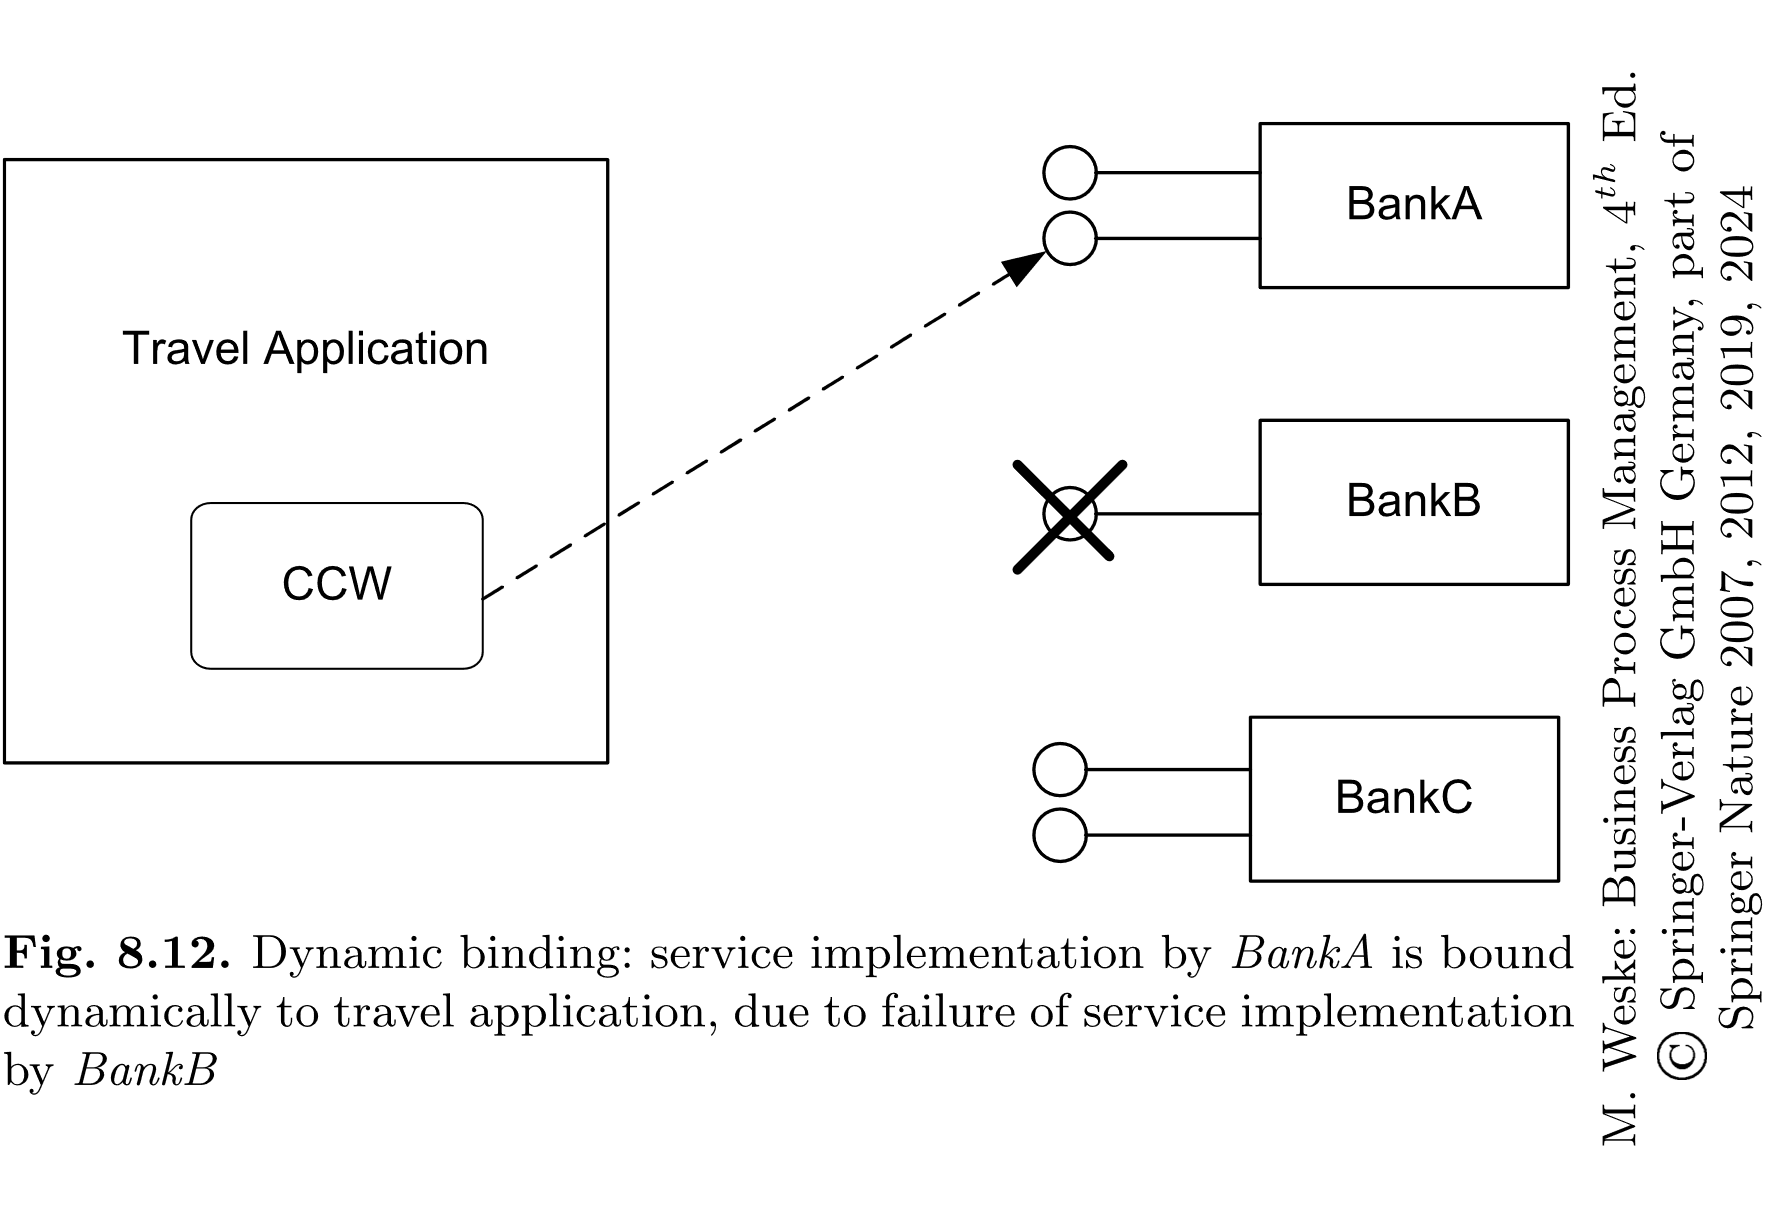 Travel Application
CCW
BankA
BankB
BankC
Fig. 8.12. Dynamic binding: service implementation by BankA is bound
dynamically to travel application, due to failure of service implementation
by BankB
M. Weske: Business Process Management, 4th Ed.
© Springer-Verlag GmbH Germany, part of
Springer Nature 2007, 2012, 2019, 2024